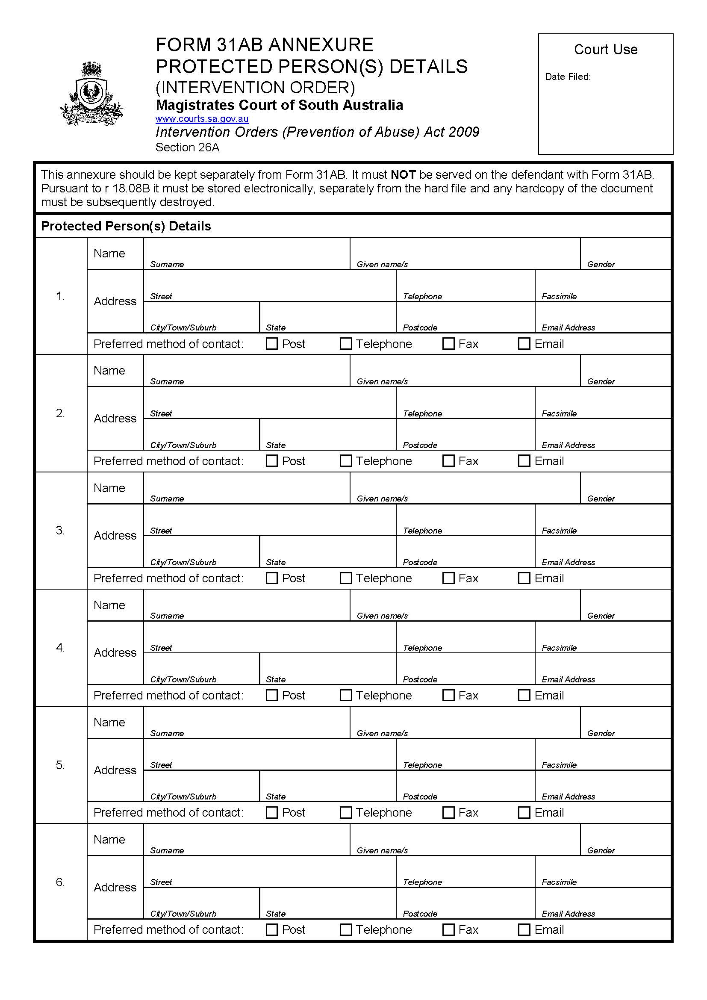 FORM 31AB ANNEXURE
PROTECTED PERSON(S) DETAILS
(INTERVENTION ORDER)
Magistrates Court of South Australia
www.courts.sa.gov.au
Intervention Orders (Prevention of Abuse) Act 2009
Section 26A
Court Use
Date Filed:
SOUTH AUSTRALIA
This annexure should be kept separately from Form 31AB. It must NOT be served on the defendant with Form 31AB.
Pursuant to r 18.08B it must be stored electronically, separately from the hard file and any hardcopy of the document
must be subsequently destroyed.
Protected Person(s) Details
1.
Name
Surname Given name/s Gender
Address
Street Telephone Facsimile
City/Town/Suburb State Postcode Email Address
Preferred method of contact: Post Telephone Fax Email
2.
Name
Surname Given name/s Gender
Address
Street Telephone Facsimile
City/Town/Suburb State Postcode Email Address
Preferred method of contact: Post Telephone Fax Email
3.
Name
Surname Given name/s Gender
Address
Street Telephone Facsimile
City/Town/Suburb State Postcode Email Address
Preferred method of contact: Post Telephone Fax Email
4.
Name
Surname Given name/s Gender
Address
Street Telephone Facsimile
City/Town/Suburb State Postcode Email Address
Preferred method of contact: Post Telephone Fax Email
5.
Name
Surname Given name/s Gender
Address
Street Telephone Facsimile
City/Town/Suburb State Postcode Email Address
Preferred method of contact: Post Telephone Fax Email
6.
Name
Surname Given name/s Gender
Address
Street Telephone Facsimile
City/Town/Suburb State Postcode Email Address
Preferred method of contact: Post Telephone Fax Email